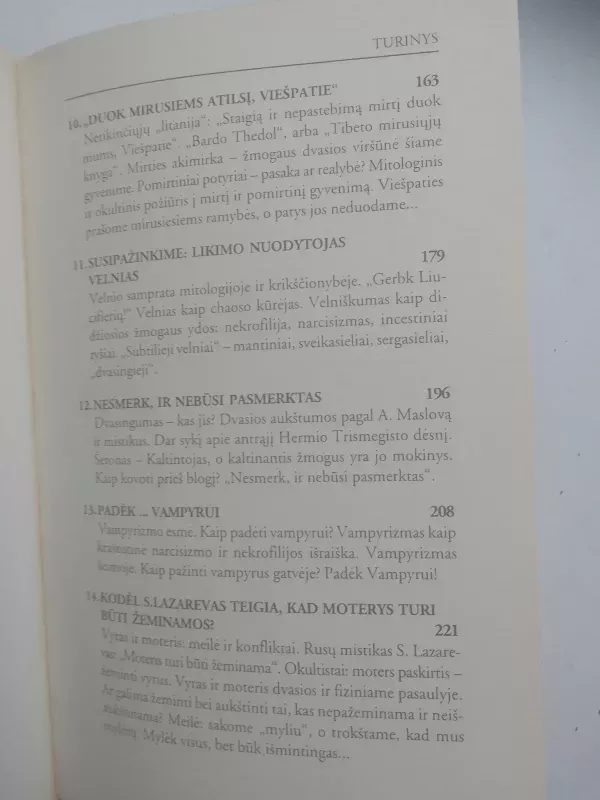 TURINYS
10. „DUOK MIRUSIEMS ATILSĮ, VIEŠPATIE“ 163
Netikinčiųjų „litanija“: „Staigią ir nepastebimą mirtį duok
mums, Viešpatie“. „Bardo Thedol“, arba „Tibeto mirusiųjų
knyga“. Mirties akimirka – žmogaus dvasios viršūnė šiame
gyvenime. Pomirtiniai potyriai – pasaka ar realybė? Mitologinis
ir okultinis požiūris į mirtį ir pomirtinį gyvenimą. Viešpaties
prašome mirusiesiems ramybės, o patys jos neduodame...
11. SUSIPAŽINKIME: LIKIMO NUODYTOJAS
VELNIAS 179
Velnio samprata mitologijoje ir krikščionybėje. „Gerbk Liu-
ciferių!“ Velnias kaip chaoso kūrėjas. Velniškumas kaip di-
džiosios žmogaus ydos: nekrofilija, narcisizmas, incestiniai
ryšiai. „Subtilieji velniai“ – mantiniai, sveikasieliai, sergasieliai,
„dvasingieji“.
12. NESMERK, IR NEBŪSI PASMERKTAS 196
Dvasingumas – kas jis? Dvasios aukštumos pagal A. Maslovą
ir mistikus. Dar sykį apie antrąjį Hermio Trismegisto dėsnį.
Šėtonas – Kaltintojas, o kaltinantis žmogus yra jo mokinys.
Kaip kovoti prieš blogį? „Nesmerk, ir nebūsi pasmerktas“.
13. PADĖK ... VAMPYRUI 208
Vampyrizmo esmė. Kaip padėti vampyrui? Vampyrizmas kaip
kraštutinė narcisizmo ir nekrofilijos išraiška. Vampyrizmas
šeimoje. Kaip pažinti vampyrus gatvėje? Padėk Vampyrui!
14. KODĖL S.LAZAREVAS TEIGIA, KAD MOTERYS TURI
BŪTI ŽEMINAMOS? 221
Vyras ir moteris: meilė ir konfliktai. Rusų mistikas S. Lazare-
vas: „Moteris turi būti žeminama“. Okultistai: moters paskirtis –
žeminti vyrus. Vyras ir moteris dvasios ir fiziniame pasaulyje.
Ar galima žeminti bei aukštinti tai, kas nepažeminama ir neiš-
aukštinama? Meilė: sakome „myliu“, o trokštame, kad mus
mylėtų. Mylėk visus, bet būk išmintingas...